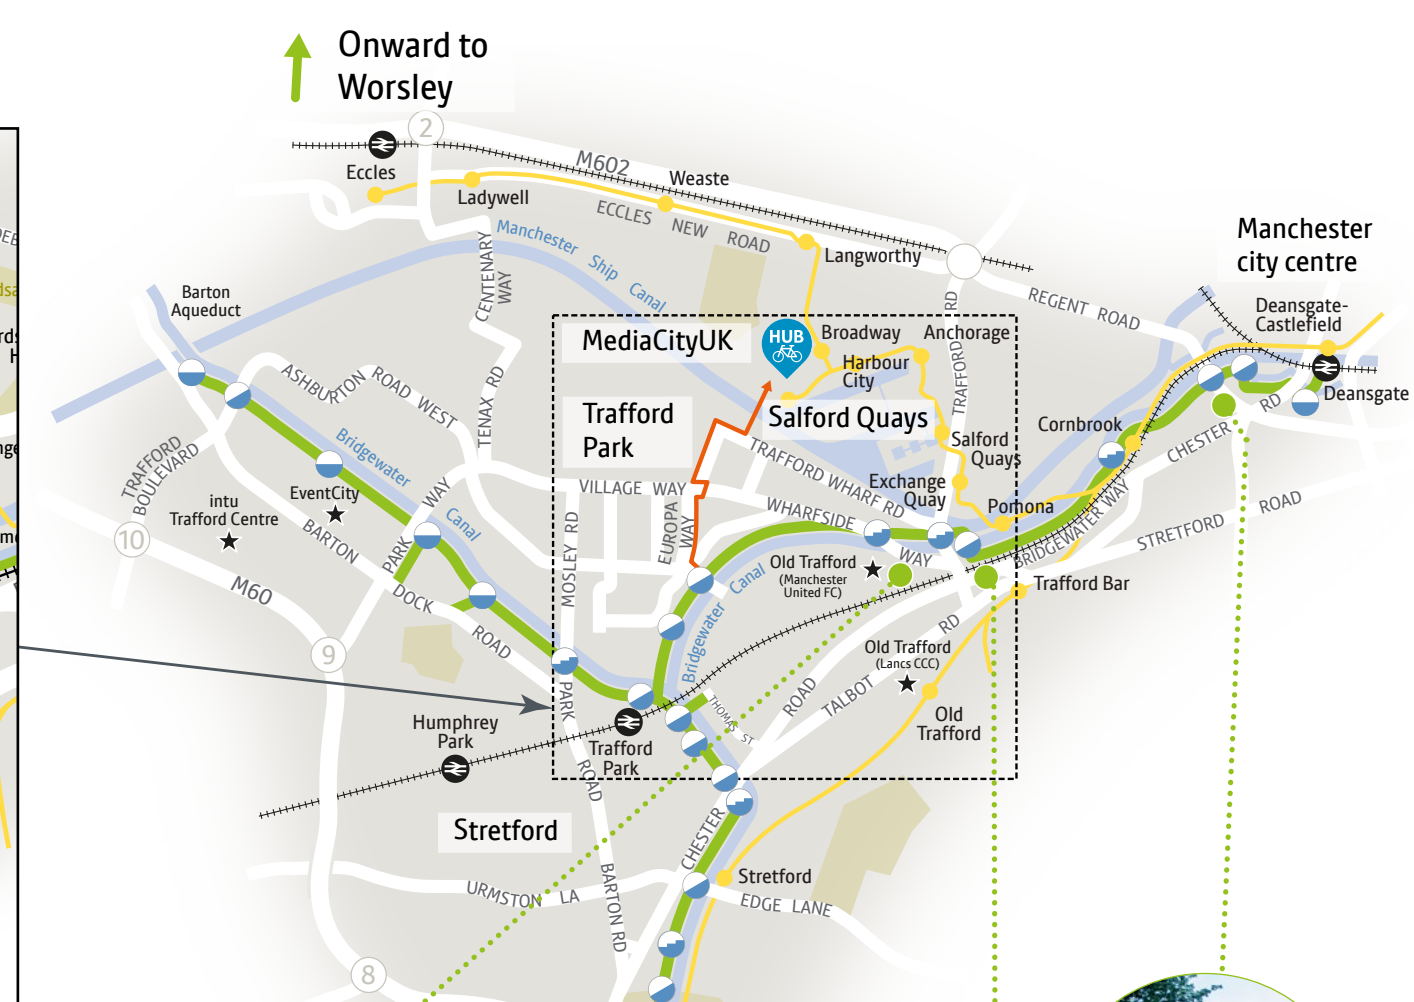 Onward to
Worsley
2
M602
Eccles
Ladywell
Weaste
ECCLES NEW ROAD
Langworthy
Manchester Ship Canal
CENTENARY
WAY
Manchester
city centre
REGENT ROAD
Deansgate-
Castlefield
Deansgate
Barton
Aqueduct
MediaCityUK
HUB
Broadway
Anchorage
Harbour
City
TRAFFORD RD
ASHBURTON ROAD WEST
TENAX RD
Trafford
Park
Salford Quays
Salford
Quays
Cornbrook
CHESTER RD
TRAFFORD
BOULEVARD
Bridgewater Canal
EventCity
intu
Trafford Centre
PARK WAY
BARTON DOCK ROAD
VILLAGE WAY
TRAFFORD WHARF RD
Exchange
Quay
Pomona
WHARFSIDE WAY
BRIDGEWATER WAY
STRETFORD ROAD
10
M60
9
MOSLEY RD
EUROPA
WAY
Old Trafford
(Manchester
United FC)
Bridgewater Canal
Trafford Bar
Old Trafford
(Lancs CCC)
TALBOT RD
Old
Trafford
THOMAS ST
CHESTER ROAD
PARK ROAD
Humphrey
Park
Trafford
Park
Stretford
Stretford
URMSTON LA
BARTON RD
EDGE LANE
8